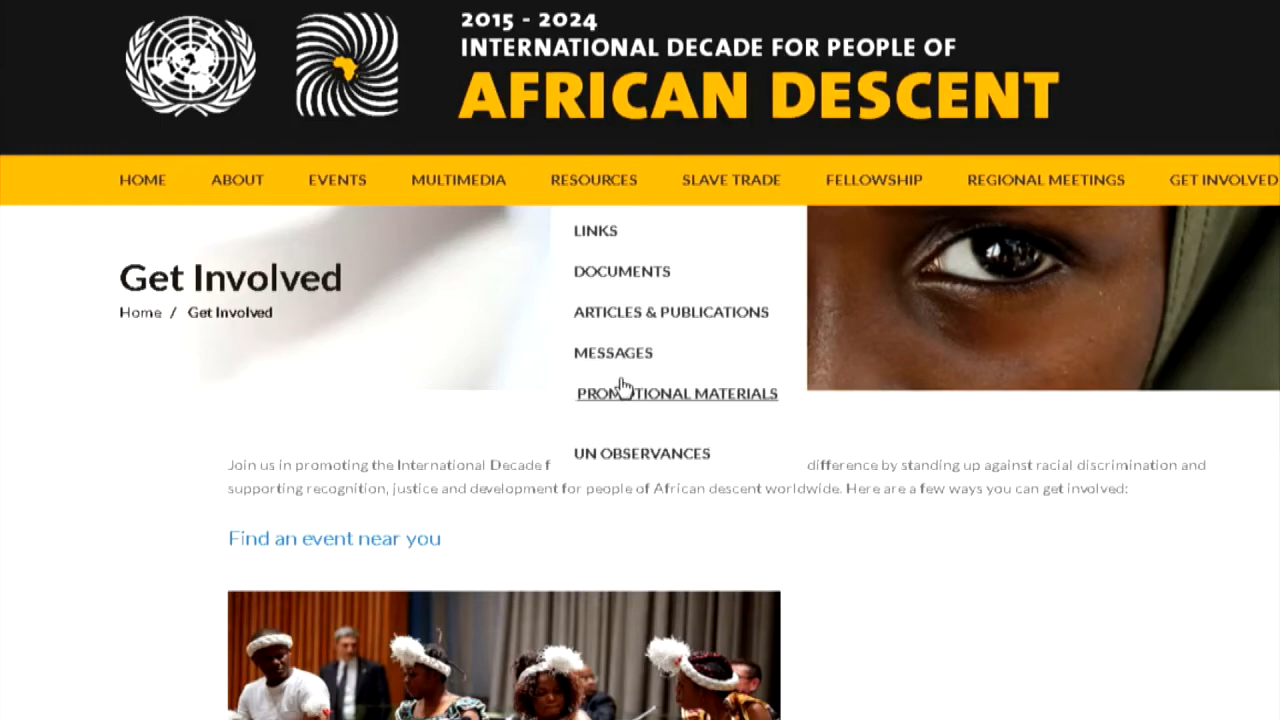 2015 - 2024
INTERNATIONAL DECADE FOR PEOPLE OF
AFRICAN DESCENT
HOME ABOUT EVENTS MULTIMEDIA RESOURCES SLAVE TRADE FELLOWSHIP REGIONAL MEETINGS GET INVOLVED
LINKS
DOCUMENTS
ARTICLES & PUBLICATIONS
MESSAGES
PROMOTIONAL MATERIALS
UN OBSERVANCES
Get Involved
Home / Get Involved
Join us in promoting the International Decade f difference by standing up against racial discrimination and
supporting recognition, justice and development for people of African descent worldwide. Here are a few ways you can get involved:
Find an event near you